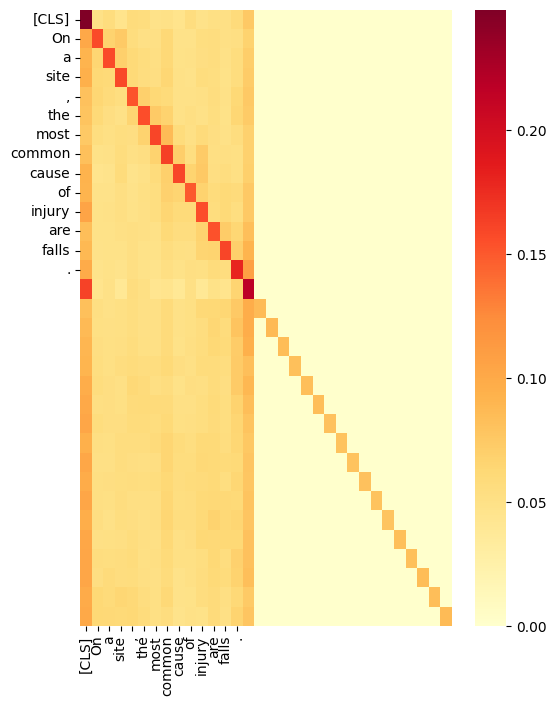 [CLS]
On
a
site
,
the
most
common
cause
of
injury
are
falls
.
0.20
0.15
0.10
0.05
0.00
[CLS]
On
a
site
,
the
most
common
cause
of
injury
are
falls
.